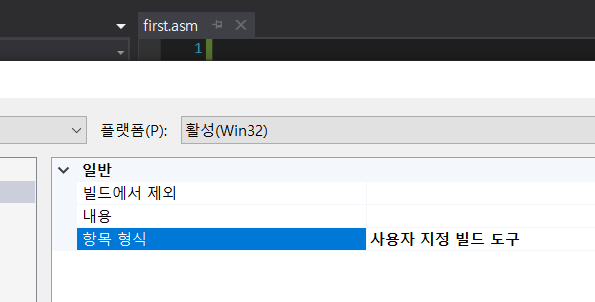 first.asm
1
플랫폼(P):
활성(Win32)
일반
빌드에서 제외
내용
항목 형식 사용자 지정 빌드 도구